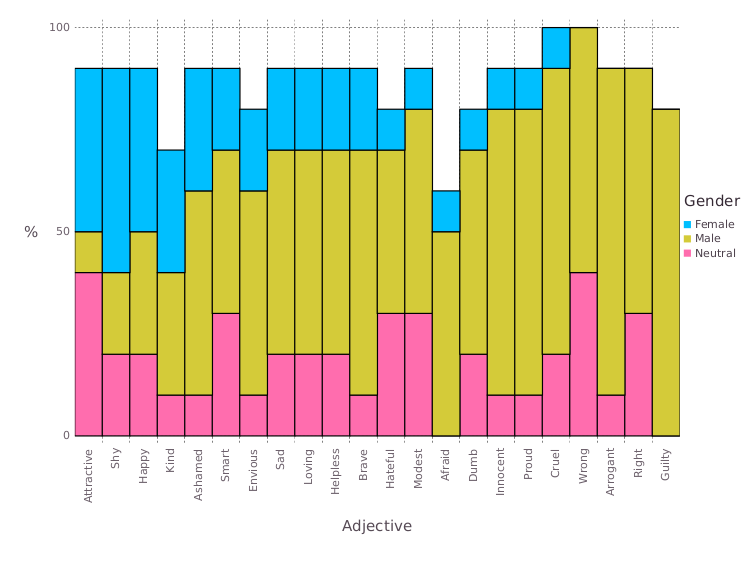 100
50
0
%
Attractive
Shy
Happy
Kind
Ashamed
Smart
Envious
Sad
Loving
Helpless
Brave
Hateful
Modest
Afraid
Dumb
Innocent
Proud
Cruel
Wrong
Arrogant
Right
Guilty
Adjective
Gender
Female
Male
Neutral